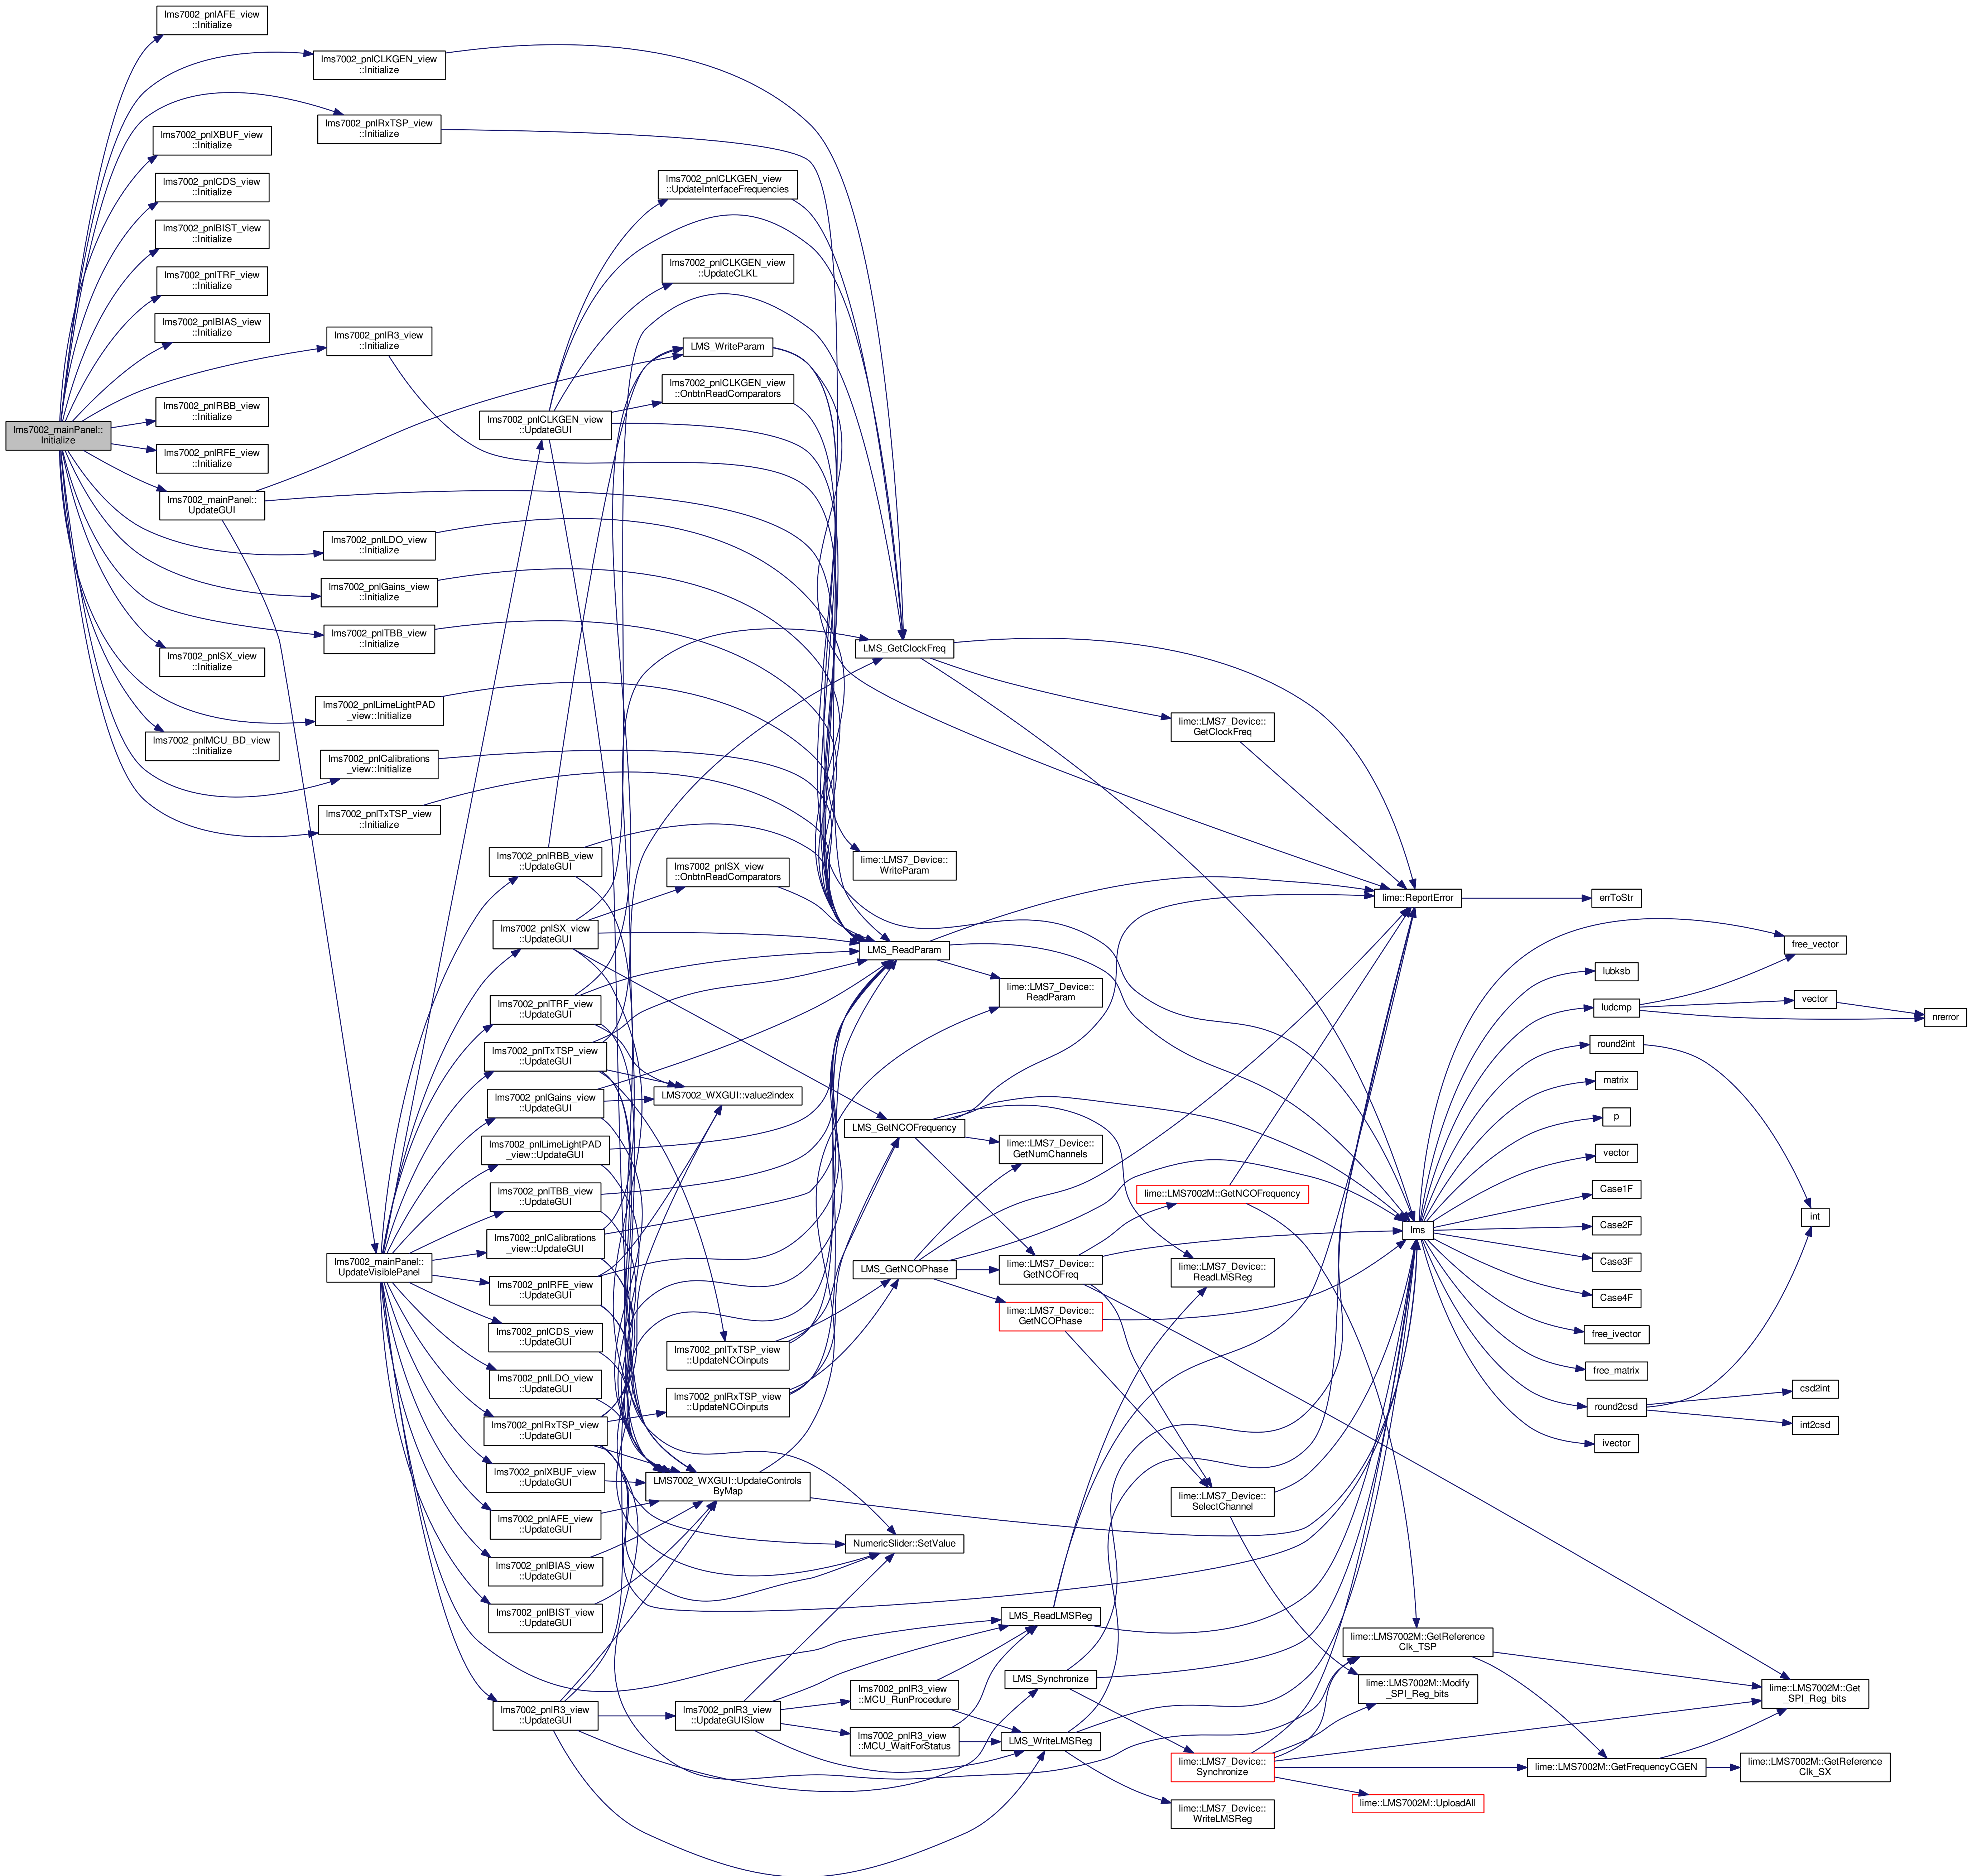 lms7002_mainPanel::
Initialize
lms7002_pnlAFE_view
::Initialize
lms7002_pnlCLKGEN_view
::Initialize
lms7002_pnlRxTSP_view
::Initialize
lms7002_pnlXBUF_view
::Initialize
lms7002_pnlCDS_view
::Initialize
lms7002_pnlBIST_view
::Initialize
lms7002_pnlTRF_view
::Initialize
lms7002_pnlBIAS_view
::Initialize
lms7002_pnlR3_view
::Initialize
lms7002_pnlRBB_view
::Initialize
lms7002_pnlRFE_view
::Initialize
lms7002_mainPanel::
UpdateGUI
lms7002_pnlLDO_view
::Initialize
lms7002_pnlGains_view
::Initialize
lms7002_pnlTBB_view
::Initialize
lms7002_pnlSX_view
::Initialize
lms7002_pnlLimeLightPAD
_view::Initialize
lms7002_pnlMCU_BD_view
::Initialize
lms7002_pnlCalibrations
_view::Initialize
lms7002_pnlTxTSP_view
::Initialize
lms7002_mainPanel::
UpdateVisiblePanel
lms7002_pnlCLKGEN_view
::UpdateGUI
lms7002_pnlRBB_view
::UpdateGUI
lms7002_pnlSX_view
::UpdateGUI
lms7002_pnlTRF_view
::UpdateGUI
lms7002_pnlTxTSP_view
::UpdateGUI
lms7002_pnlGains_view
::UpdateGUI
lms7002_pnlLimeLightPAD
_view::UpdateGUI
lms7002_pnlTBB_view
::UpdateGUI
lms7002_pnlCalibrations
_view::UpdateGUI
lms7002_pnlRFE_view
::UpdateGUI
lms7002_pnlCDS_view
::UpdateGUI
lms7002_pnlLDO_view
::UpdateGUI
lms7002_pnlRxTSP_view
::UpdateGUI
lms7002_pnlXBUF_view
::UpdateGUI
lms7002_pnlAFE_view
::UpdateGUI
lms7002_pnlBIAS_view
::UpdateGUI
lms7002_pnlBIST_view
::UpdateGUI
lms7002_pnlR3_view
::UpdateGUI
lms7002_pnlCLKGEN_view
::UpdateInterfaceFrequencies
lms7002_pnlCLKGEN_view
::UpdateCLKL
LMS_WriteParam
lms7002_pnlCLKGEN_view
::OnbtnReadComparators
lms7002_pnlSX_view
::OnbtnReadComparators
LMS7002_WXGUI::value2index
lms7002_pnlTxTSP_view
::UpdateNCOinputs
lms7002_pnlRxTSP_view
::UpdateNCOinputs
LMS7002_WXGUI::UpdateControls
ByMap
lms7002_pnlR3_view
::UpdateGUISlow
LMS_GetClockFreq
lime::LMS7_Device::
WriteParam
LMS_ReadParam
LMS_GetNCOFrequency
LMS_GetNCOPhase
NumericSlider::SetValue
lms7002_pnlR3_view
::MCU_RunProcedure
lms7002_pnlR3_view
::MCU_WaitForStatus
lime::LMS7_Device::
ReadParam
lime::LMS7_Device::
GetNumChannels
lime::LMS7_Device::
GetNCOFreq
lime::LMS7_Device::
GetNCOPhase
LMS_ReadLMSReg
LMS_Synchronize
LMS_WriteLMSReg
lime::LMS7_Device::
GetClockFreq
lime::LMS7002M::GetNCOFrequency
lime::LMS7_Device::
ReadLMSReg
lime::LMS7_Device::
SelectChannel
lime::LMS7_Device::
Synchronize
lime::LMS7_Device::
WriteLMSReg
lime::ReportError
lms
lime::LMS7002M::GetReference
Clk_TSP
lime::LMS7002M::Modify
_SPI_Reg_bits
lime::LMS7002M::UploadAll
errToStr
lubksb
ludcmp
round2int
matrix
p
vector
Case1F
Case2F
Case3F
Case4F
free_ivector
free_matrix
round2csd
ivector
lime::LMS7002M::GetFrequencyCGEN
free_vector
vector
nrerror
int
csd2int
int2csd
lime::LMS7002M::Get
_SPI_Reg_bits
lime::LMS7002M::GetReference
Clk_SX